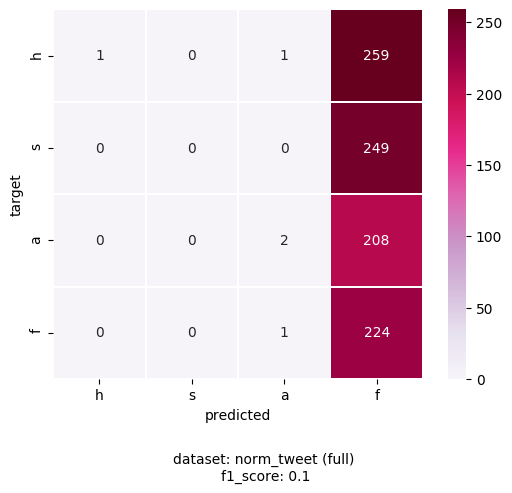 h 1 0 1 259
s 0 0 0 249
a 0 0 2 208
f 0 0 1 224
h s a f
target
predicted
250
200
150
100
50
0
dataset: norm_tweet (full)
f1_score: 0.1